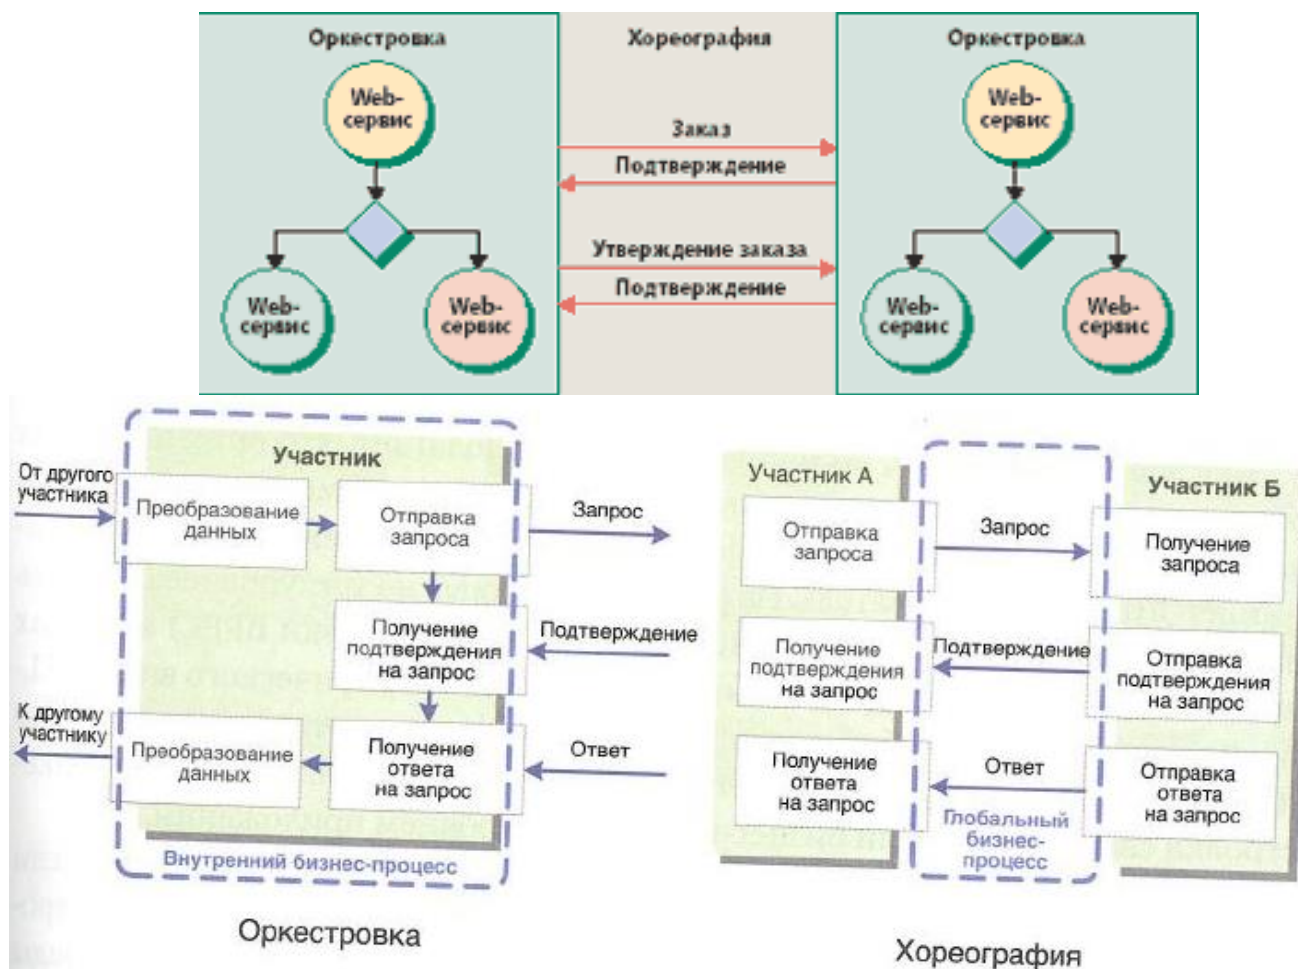 Оркестровка
Хореография
Оркестровка
Web-
сервис
Web-
сервис
Заказ
Подтверждение
Утверждение заказа
Подтверждение
Web-
сервис
Web-
сервис
Web-
сервис
Web-
сервис
Участник
От другого
участника
Преобразование
данных
Отправка
запроса
Запрос
Получение
подтверждения
на запрос
Подтверждение
К другому
участнику
Преобразование
данных
Получение
ответа
на запрос
Ответ
Внутренний бизнес-процесс
Оркестровка
Участник А
Участник Б
Отправка
запроса
Запрос
Получение
запроса
Получение
подтверждения
на запрос
Подтверждение
Отправка
подтверждения
на запрос
Получение
ответа
на запрос
Ответ
Отправка
ответа
на запрос
Глобальный
бизнес-
процесс
Хореография